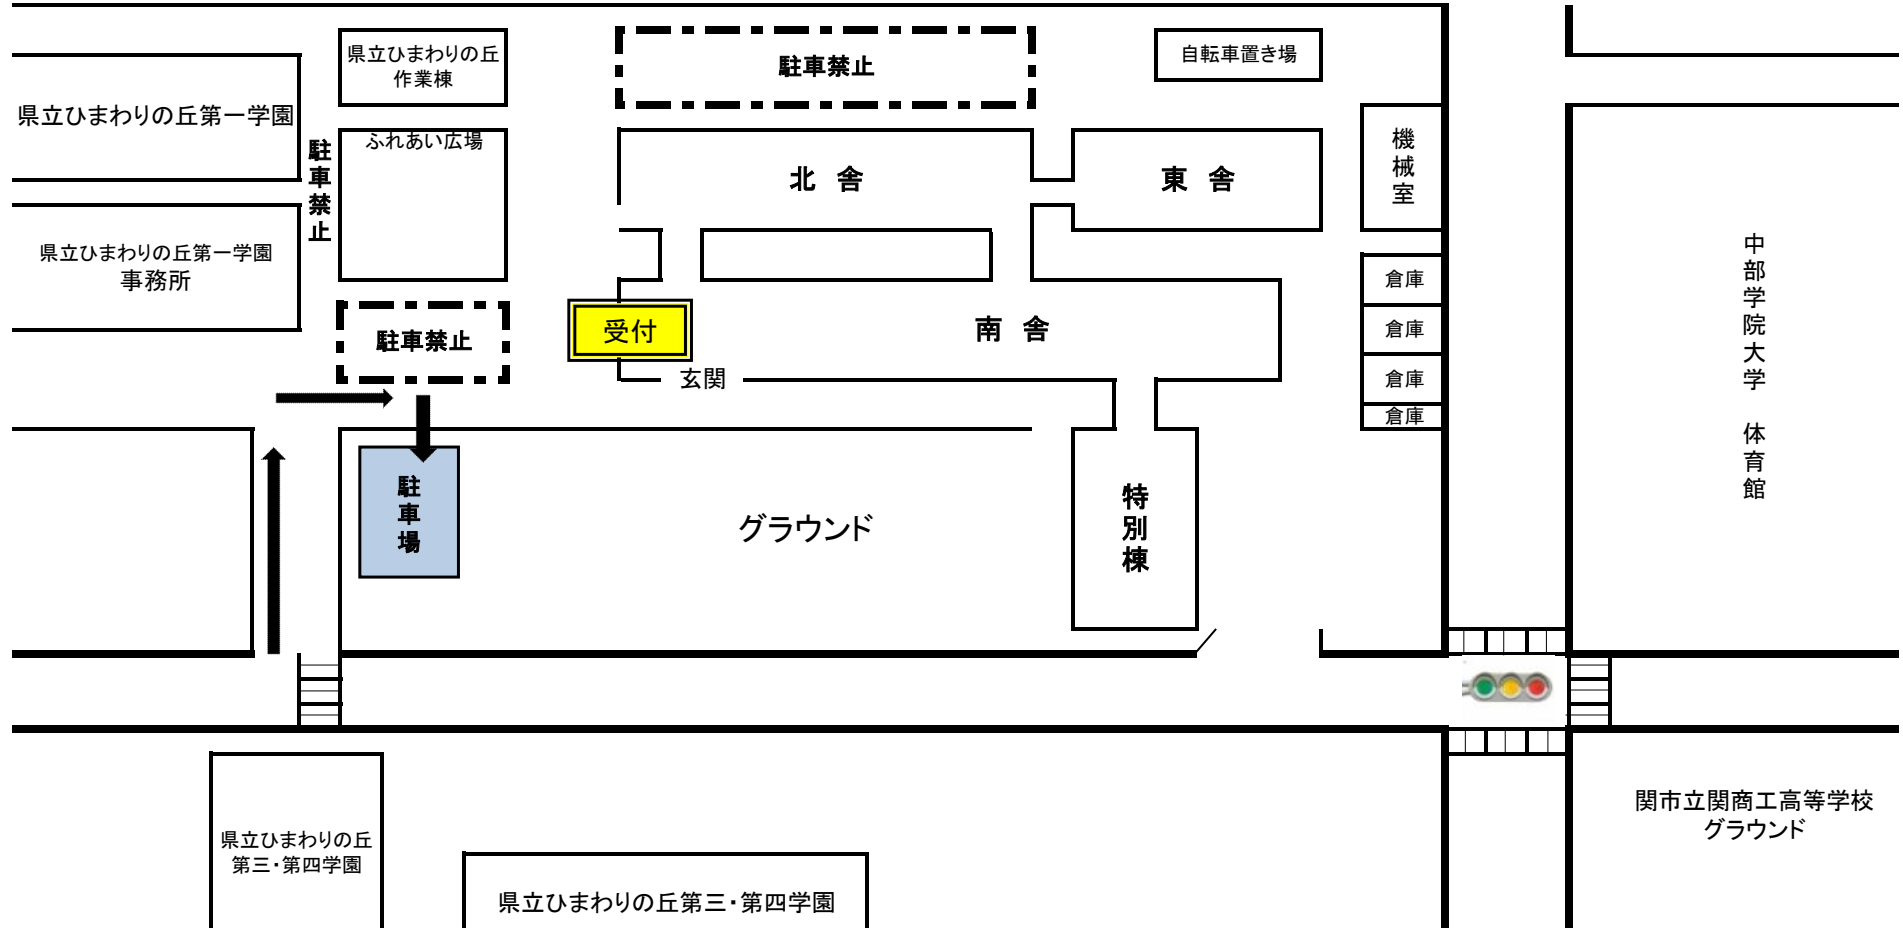 県立ひまわりの丘
作業棟
駐車禁止
自転車置き場
県立ひまわりの丘第一学園
駐車禁止
ふれあい広場
北 舎
東 舎
機械室
県立ひまわりの丘第一学園
事務所
倉庫
倉庫
倉庫
倉庫
中部学院大学 体育館
駐車禁止
受付
南 舎
玄関
駐車場
グラウンド
特別棟
県立ひまわりの丘
第三・第四学園
県立ひまわりの丘第三・第四学園
関市立関商工高等学校
グラウンド